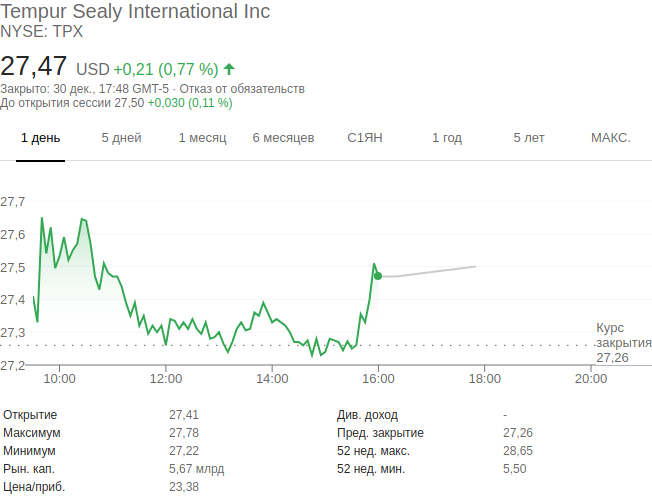 Tempur Sealy International Inc
NYSE: TPX
27,47 USD +0,21 (0,77 %)
Закрыто: 30 дек., 17:48 GMT-5 · Отказ от обязательств
До открытия сессии 27,50 +0,030 (0,11 %)
1 день 5 дней 1 месяц 6 месяцев С1ЯН 1 год 5 лет МАКС.
27,7
27,6
27,5
27,4
27,3
27,2
Курс
закрытия
27,26
10:00 12:00 14:00 16:00 18:00 20:00
Открытие 27,41 Див. доход -
Максимум 27,78 Пред. закрытие 27,26
Минимум 27,22 52 нед. макс. 28,65
Рын. кап. 5,67 млрд 52 нед. мин. 5,50
Цена/приб. 23,38